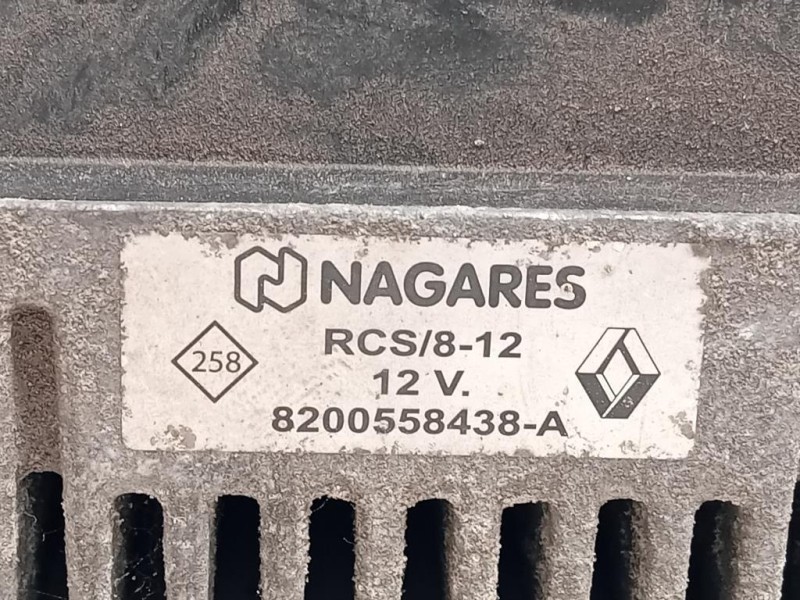 NAGARES
RCS/8-12
258
12 V.
8200558438-A